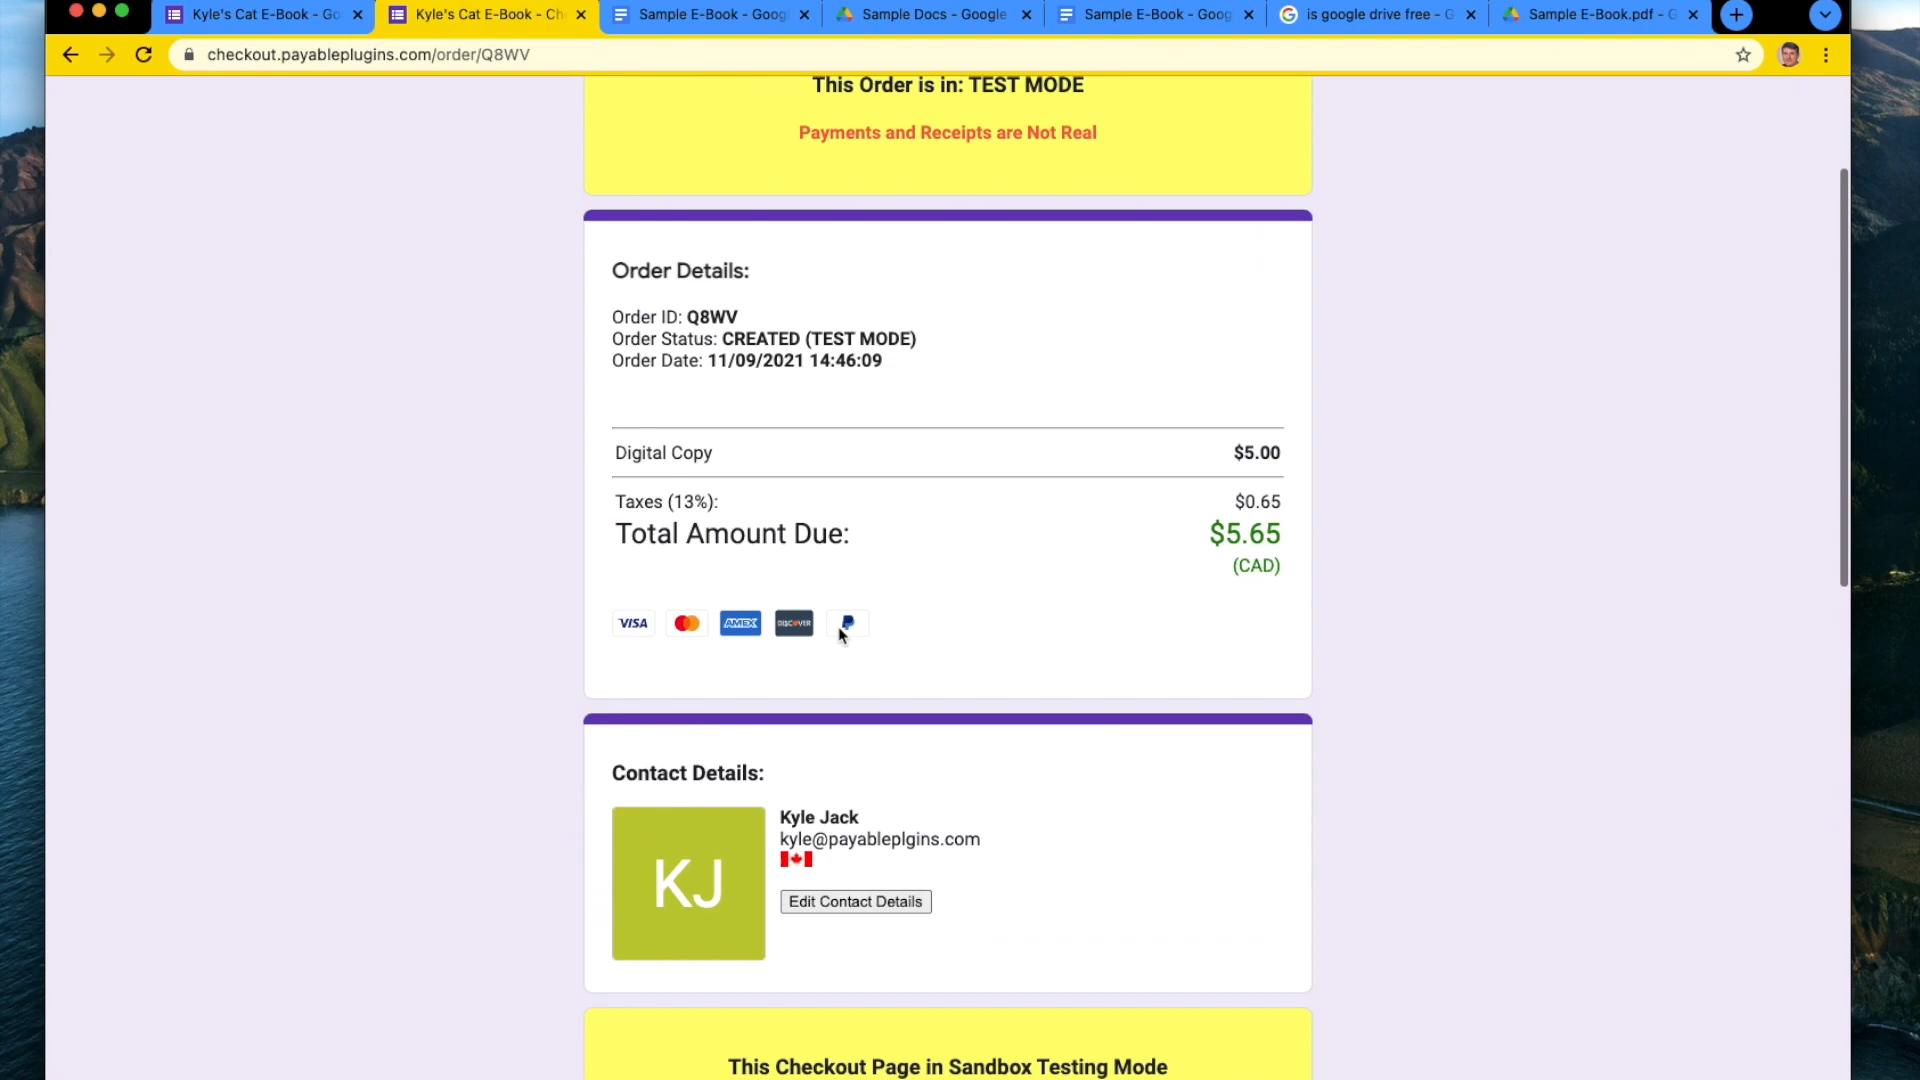 Kyle's Cat E-Book - Go
Kyle's Cat E-Book - Ch
Sample E-Book - Googl
Sample Docs - Google
Sample E-Book - Goog
is google drive free - G
Sample E-Book.pdf - G
checkout.payableplugins.com/order/Q8WV
This Order is in: TEST MODE
Payments and Receipts are Not Real
Order Details:
Order ID: Q8WV
Order Status: CREATED (TEST MODE)
Order Date: 11/09/2021 14:46:09
Digital Copy $5.00
Taxes (13%): $0.65
Total Amount Due: $5.65
(CAD)
VISA AMEX DISCOVER
Contact Details:
KJ
Kyle Jack
kyle@payableplgins.com
Edit Contact Details
This Checkout Page in Sandbox Testing Mode